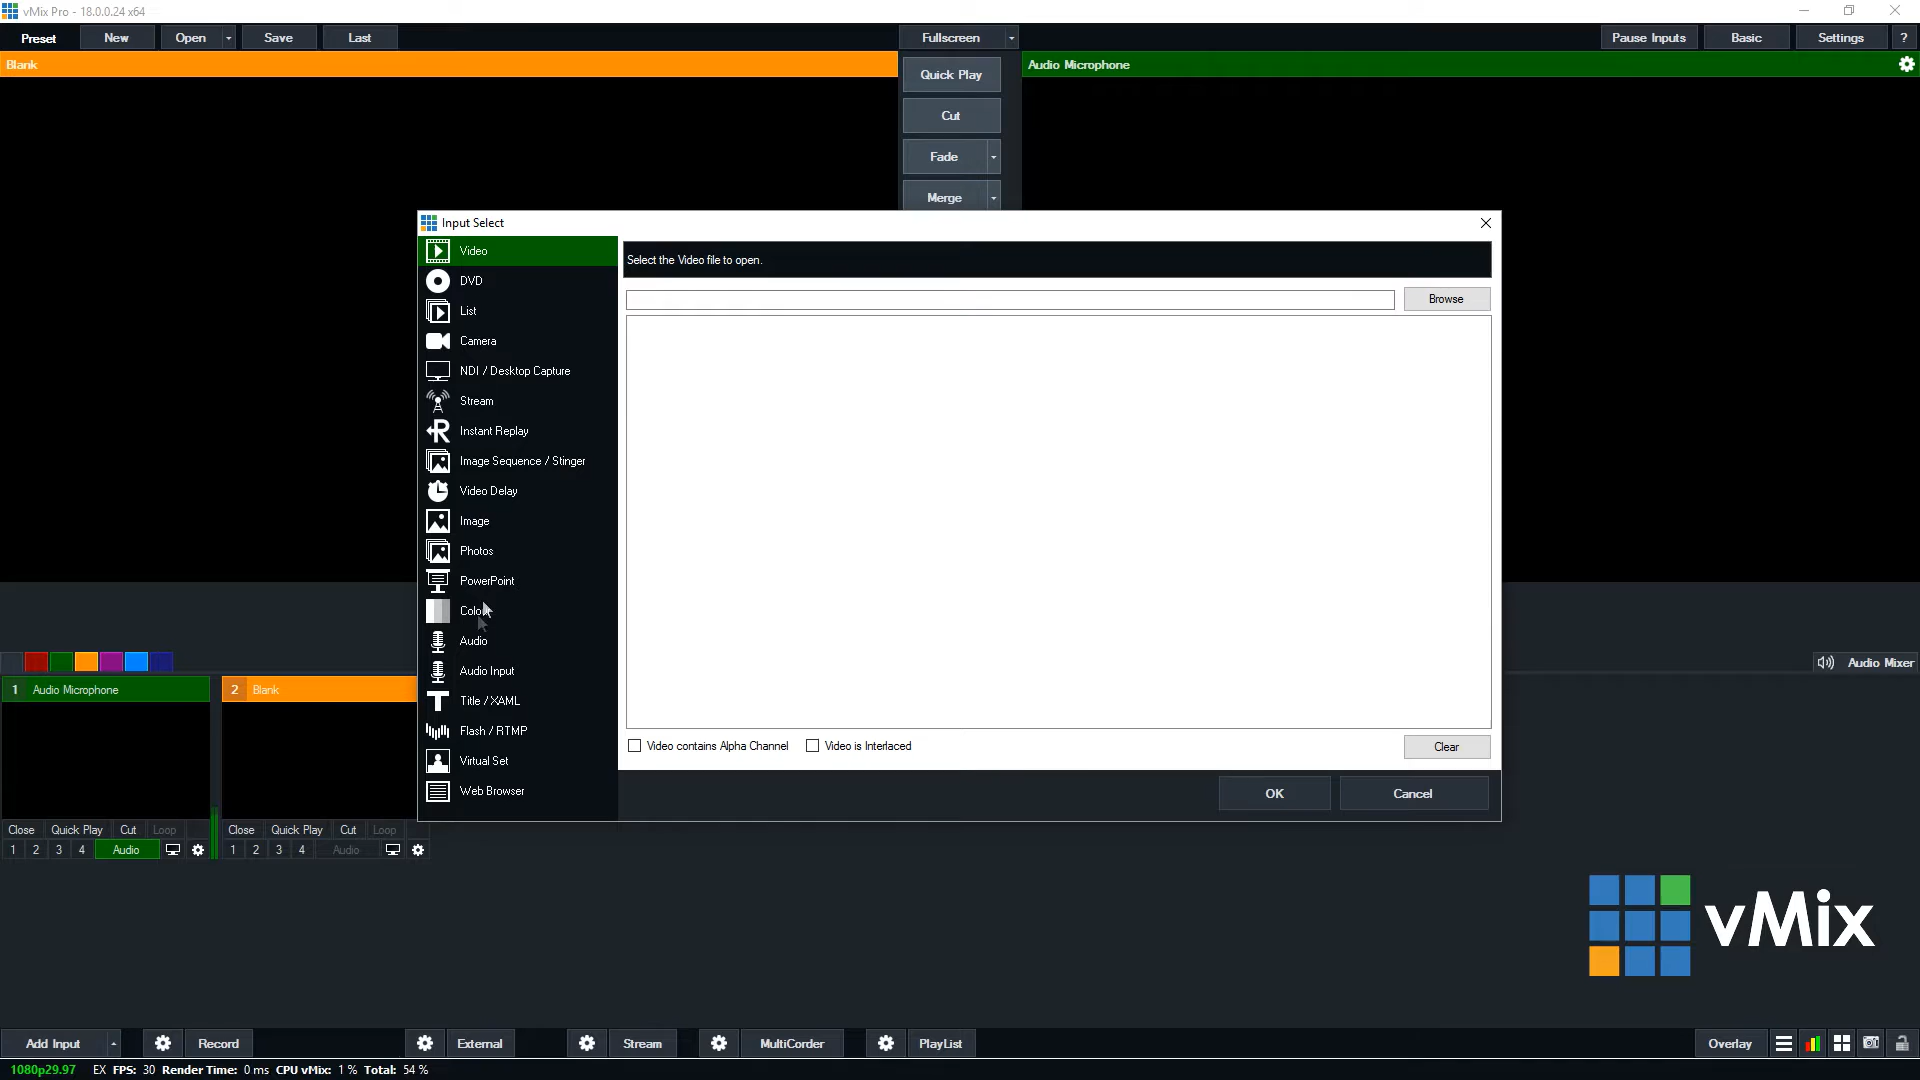 vMix Pro - 18.0.0.24 x64
Preset New Open Save Last Fullscreen Pause Inputs Basic Settings ?
Blank
Quick Play
Audio Microphone
Cut
Fade
Merge
Input Select
Video
DVD
List
Camera
NDI / Desktop Capture
Stream
Instant Replay
Image Sequence / Stinger
Video Delay
Image
Photos
PowerPoint
Audio
Audio Input
Title / XAML
Flash / RTMP
Virtual Set
Web Browser
Select the Video file to open.
Browse
Video contains Alpha Channel Video is Interlaced Clear
OK Cancel
Audio Mixer
1 Audio Microphone 2 Blank
Close Quick Play Cut Loop Close Quick Play Cut Loop
1 2 3 4 Audio 1 2 3 4 Audio
vMix
Add Input Record External Stream MultiCorder PlayList Overlay
1080p29.97 EX FPS: 30 Render Time: 0 ms CPU vMix: 1 % Total: 54 %